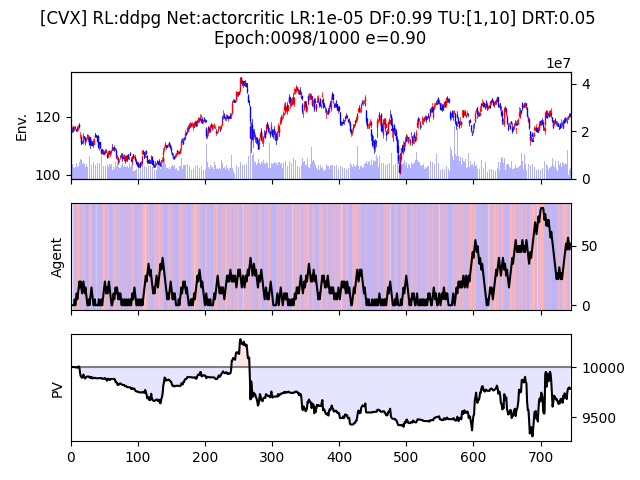 [CVX] RL:ddpg Net:actorcritic LR:1e-05 DF:0.99 TU:[1,10] DRT:0.05
Epoch:0098/1000 e=0.90
1e7
Env.
120
100
4
2
0
Agent
50
0
PV
10000
9500
0 100 200 300 400 500 600 700